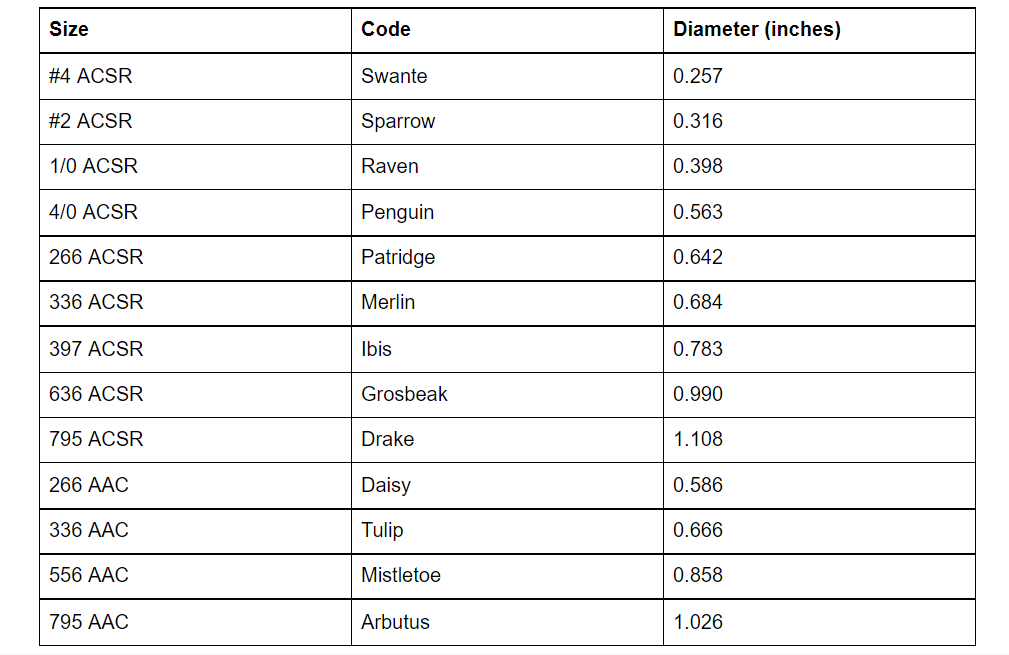 Size Code Diameter (inches)
#4 ACSR Swante 0.257
#2 ACSR Sparrow 0.316
1/0 ACSR Raven 0.398
4/0 ACSR Penguin 0.563
266 ACSR Patridge 0.642
336 ACSR Merlin 0.684
397 ACSR Ibis 0.783
636 ACSR Grosbeak 0.990
795 ACSR Drake 1.108
266 AAC Daisy 0.586
336 AAC Tulip 0.666
556 AAC Mistletoe 0.858
795 AAC Arbutus 1.026